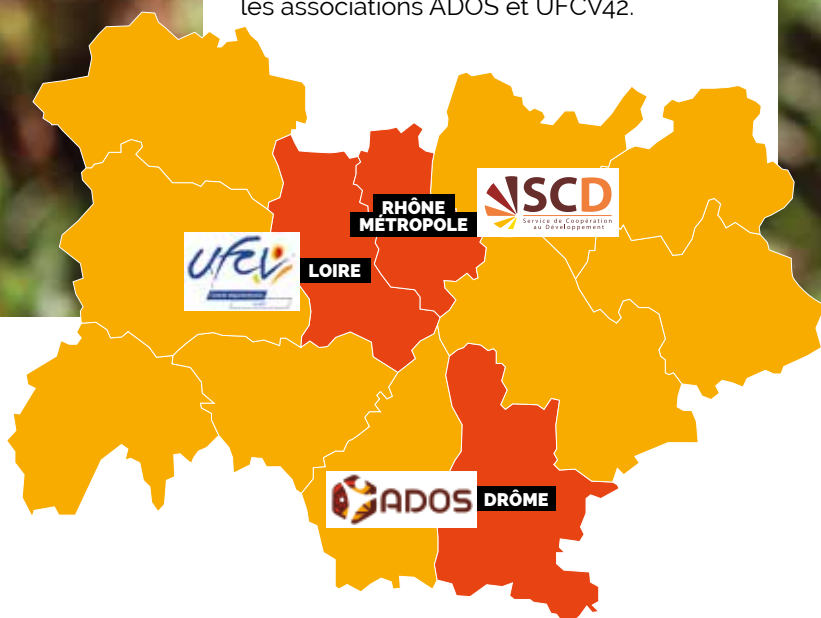 les associations ADOS et UFCV42.
SCD
Service de Coopération
au Développement
RHÔNE
MÉTROPOLE
ufcv
LOIRE
ADOS
DRÔME